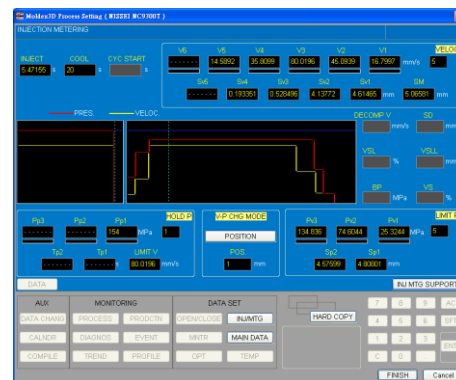 Moldex3D Process Setting ( NISSEI NC9300T )
INJECTION METERING
INJECT COOL CYC START
5.47155 s 20 s s
V6 V5 V4 V3 V2 V1 VELOC
------- 14.5892 35.8099 80.0196 45.0939 16.7997 mm/s 5
Sv5 Sv4 Sv3 Sv2 Sv1 SM
------- 0.193351 0.528496 4.13772 4.61465 mm 5.06581 mm
PRES. VELOC.
DECOMP V SD
mm/s mm
VSL VSLL
% mm
BP VS
MPa %
Pp3 Pp2 Pp1 HOLD P
------- ------- 154 MPa 1
Tp2 Tp1 LIMIT V
------- ------- s 80.0196 mm/s
V-P CHG MODE
POSITION
POS.
1 mm
Pv3 Pv2 Pv1 LIMIT P
134.836 74.6044 25.3244 MPa 5
Sp2 Sp1
4.57599 4.80801 mm
DATA INJ MTG SUPPORT
AUX MONITORING DATA SET
DATA CHANG PROCESS PRODCTN OPEN/CLOSE INJ/MTG
CALNDR DIAGNOS EVENT MNTR MAIN DATA
COMPILE TREND PROFILE OPT TEMP
HARD COPY
7 8 9 AC
4 5 6
1 2 3 ENT
C 0 .
FINISH Cancel